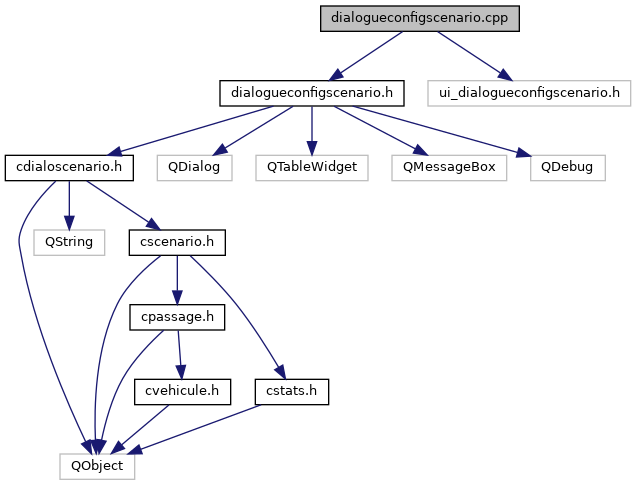 dialogueconfigscenario.cpp
dialogueconfigscenario.h
ui_dialogueconfigscenario.h
cdialoscenario.h
QDialog
QTableWidget
QMessageBox
QDebug
QString
cscenario.h
cpassage.h
cvehicule.h
cstats.h
QObject